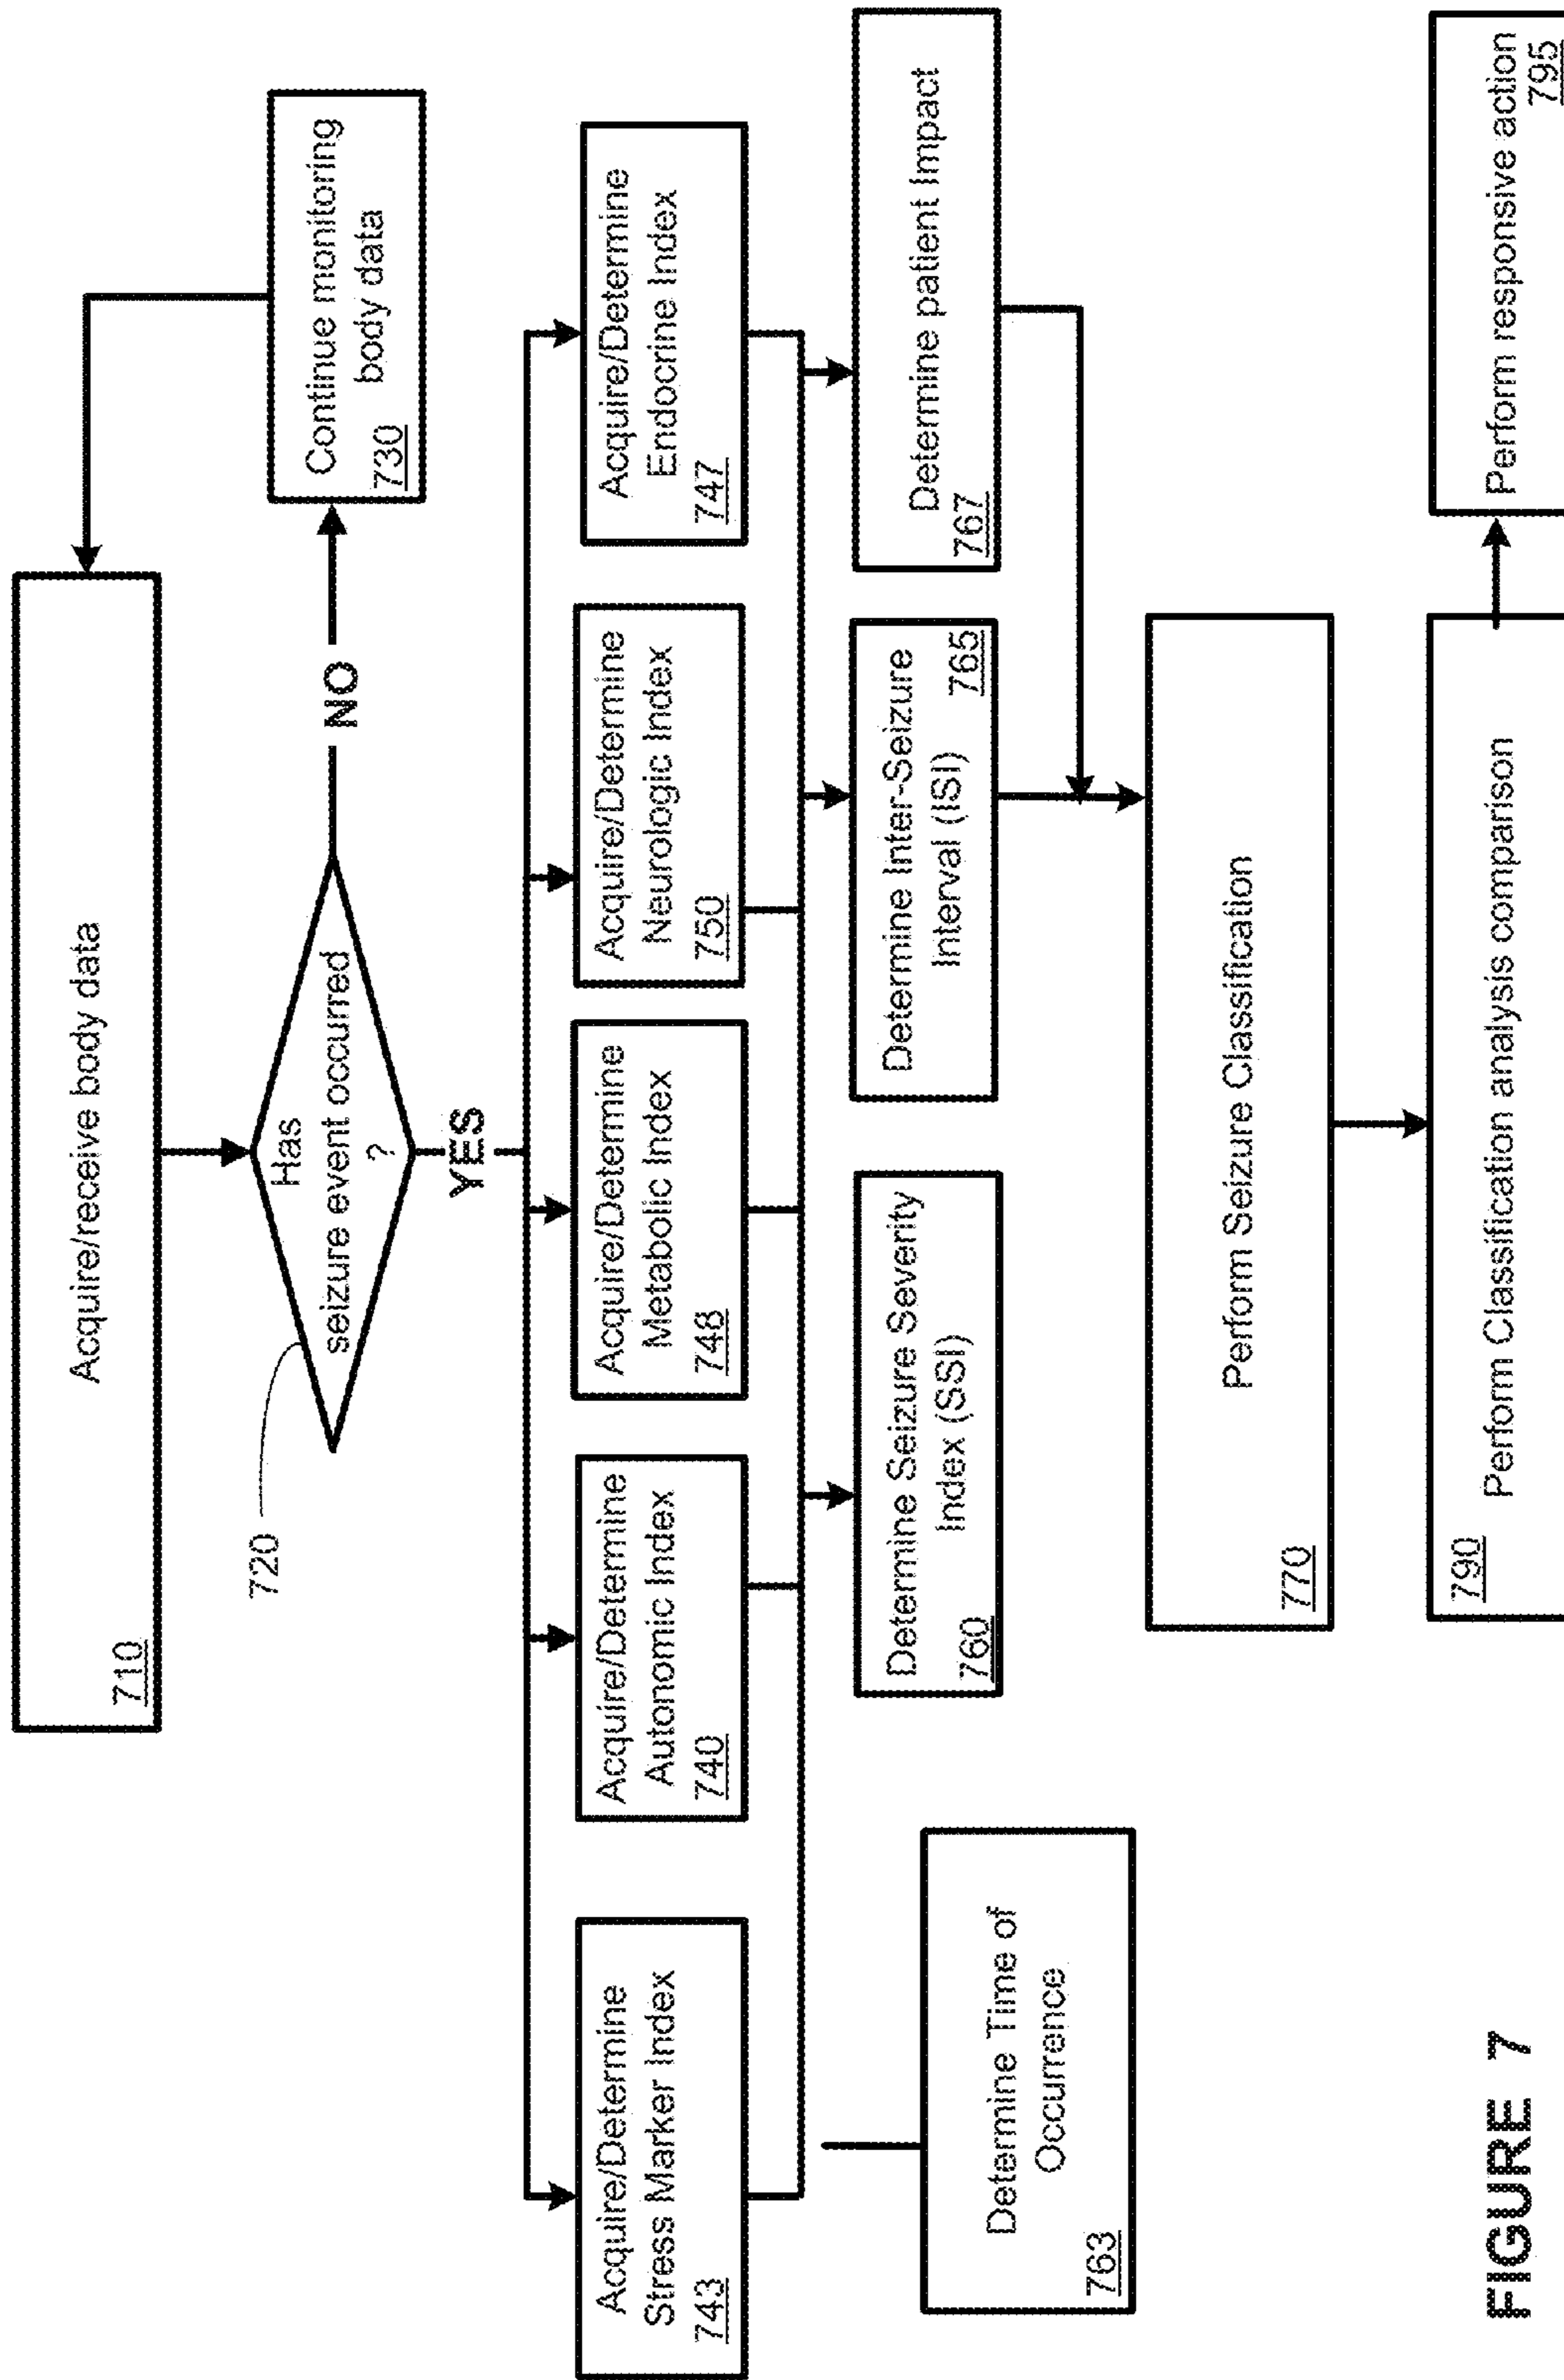 Acquire/receive body data
710
720
Has
seizure event occurred
?
NO
Continue monitoring
body data
730
YES
Acquire/Determine
Stress Marker Index
743
Acquire/Determine
Autonomic Index
740
Acquire/Determine
Metabolic Index
748
Acquire/Determine
Neurologic Index
750
Acquire/Determine
Endocrine Index
747
Determine Time of
Occurrence
763
Determine Seizure Severity
Index (SSI)
760
Determine Inter-Seizure
Interval (ISI)
765
Determine patient Impact
767
Perform Seizure Classification
770
790
Perform Classification analysis comparison
Perform responsive action
795
FIGURE 7